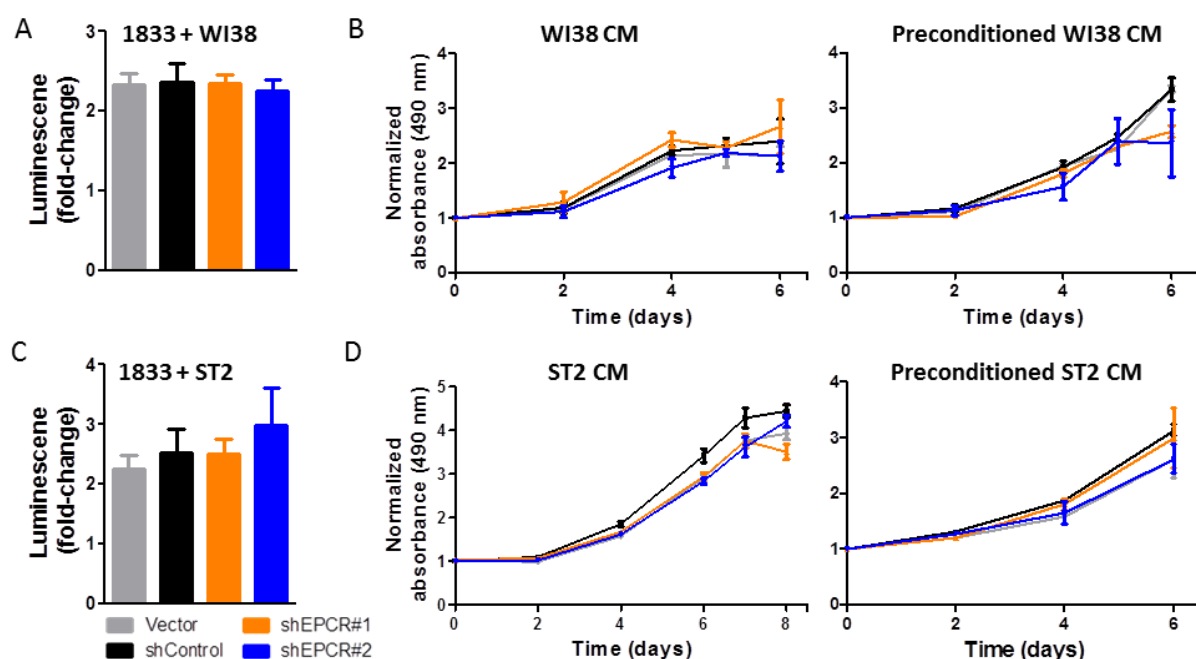 A
1833 + WI38
Luminescene
(fold-change)
3
2
1
0
B
WI38 CM
Normalized
absorbance (490 nm)
5
4
3
2
1
0
0 2 4 6
Time (days)
Preconditioned WI38 CM
4
3
2
1
0
0 2 4 6
Time (days)
C
1833 + ST2
Luminescene
(fold-change)
4
3
2
1
0
Vector
shControl
shEPCR#1
shEPCR#2
D
ST2 CM
Normalized
absorbance (490 nm)
5
4
3
2
1
0
0 2 4 6 8
Time (days)
Preconditioned ST2 CM
4
3
2
1
0
0 2 4 6
Time (days)